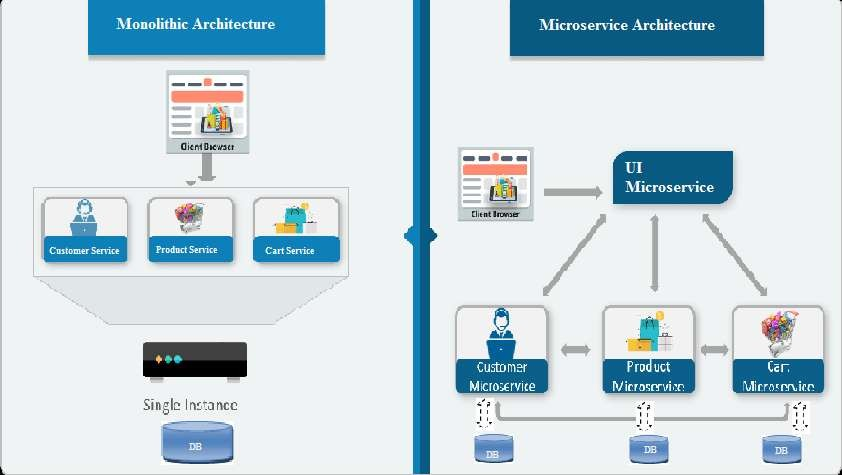 Monolithic Architecture
Client Browser
Customer Service
Product Service
Cart Service
Single Instance
DB
Microservice Architecture
Client Browser
UI
Microservice
Customer
Microservice
Product
Microservice
Cart
Microservice
DB
DB
DB